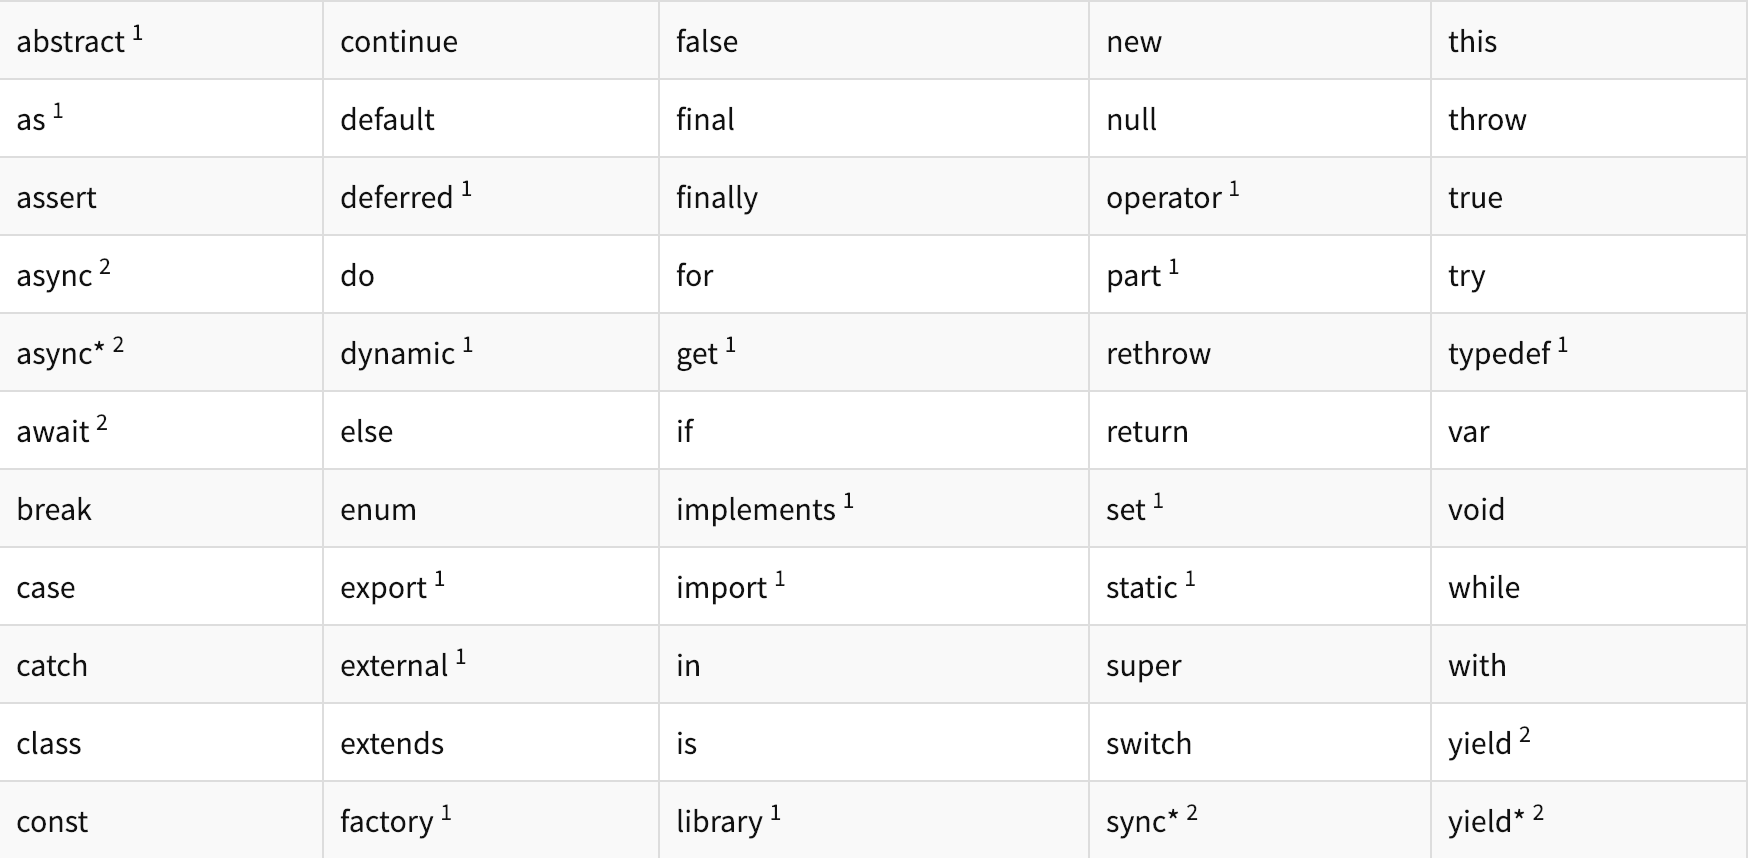 abstract 1 continue false new this
as 1 default final null throw
assert deferred 1 finally operator 1 true
async 2 do for part 1 try
async* 2 dynamic 1 get 1 rethrow typedef 1
await 2 else if return var
break enum implements 1 set 1 void
case export 1 import 1 static 1 while
catch external 1 in super with
class extends is switch yield 2
const factory 1 library 1 sync* 2 yield* 2